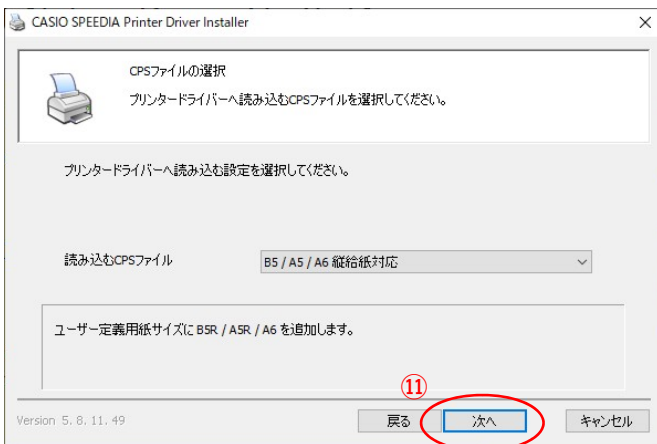 CASIO SPEEDIA Printer Driver Installer
CPSファイルの選択
プリンタードライバーへ読み込むCPSファイルを選択してください。
プリンタードライバーへ読み込む設定を選択してください。
読み込むCPSファイル
B5 / A5 / A6 縦給紙対応
ユーザー定義用紙サイズに B5R / A5R / A6 を追加します。
⑪
Version 5. 8. 11. 49
戻る
次へ
キャンセル